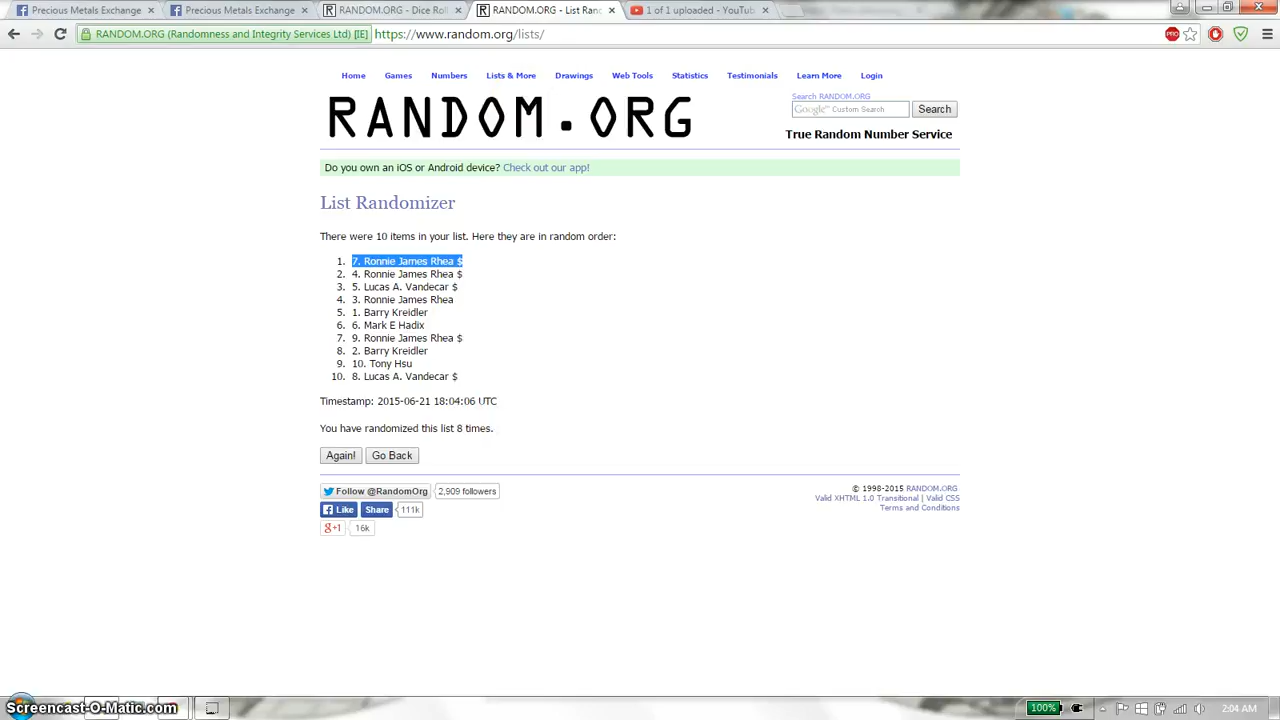 Precious Metals Exchange
Precious Metals Exchange
RANDOM.ORG - Dice Roll
RANDOM.ORG - List Ran
1 of 1 uploaded - YouTub
RANDOM.ORG (Randomness and Integrity Services Ltd) [IE] https://www.random.org/lists/
PRO
Home Games Numbers Lists & More Drawings Web Tools Statistics Testimonials Learn More Login
RANDOM.ORG
Search RANDOM.ORG
Google™ Custom Search Search
True Random Number Service
Do you own an iOS or Android device? Check out our app!
List Randomizer
There were 10 items in your list. Here they are in random order:
1. 7. Ronnie James Rhea $
2. 4. Ronnie James Rhea $
3. 5. Lucas A. Vandecar $
4. 3. Ronnie James Rhea
5. 1. Barry Kreidler
6. 6. Mark E Hadix
7. 9. Ronnie James Rhea $
8. 2. Barry Kreidler
9. 10. Tony Hsu
10. 8. Lucas A. Vandecar $
Timestamp: 2015-06-21 18:04:06 UTC
You have randomized this list 8 times.
Again! Go Back
Follow @RandomOrg 2,909 followers
Like Share 111k
g+1 16k
© 1998-2015 RANDOM.ORG
Valid XHTML 1.0 Transitional | Valid CSS
Terms and Conditions
Screencast-O-Matic.com
100%
2:04 AM